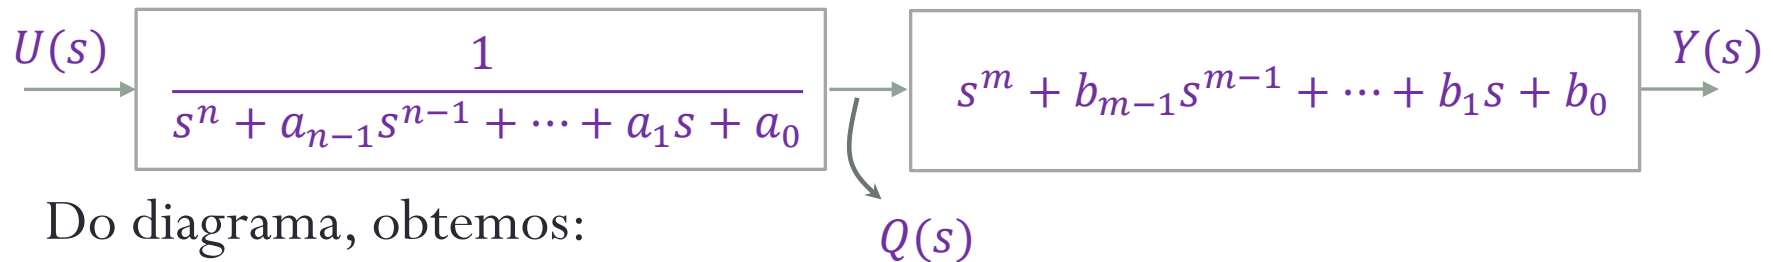 U(s)
1
s^n + a_{n−1}s^{n−1} + ⋯ + a_1s + a_0
s^m + b_{m−1}s^{m−1} + ⋯ + b_1s + b_0
Y(s)
Do diagrama, obtemos:
Q(s)